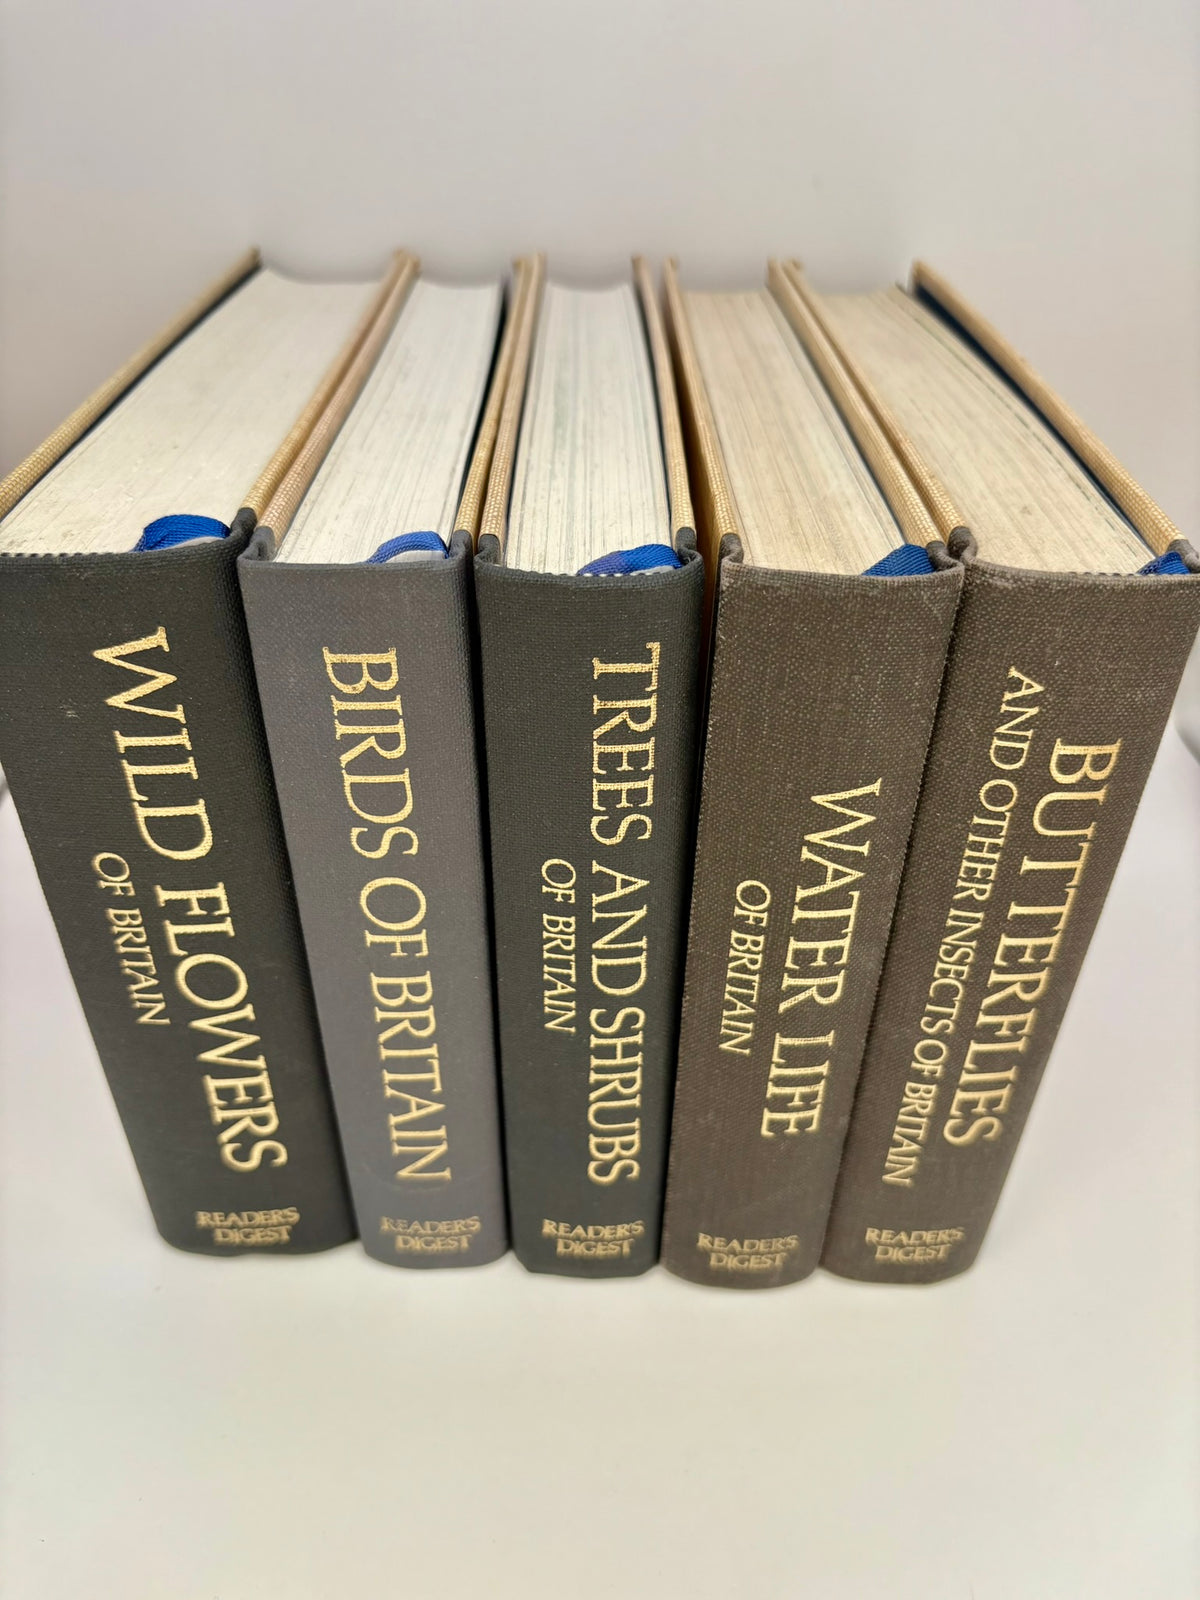 WILD FLOWERS
OF BRITAIN
READER'S
DIGEST
BIRDS OF BRITAIN
READER'S
DIGEST
TREES AND SHRUBS
OF BRITAIN
READER'S
DIGEST
WATER LIFE
OF BRITAIN
READER'S
DIGEST
BUTTERFLIES
AND OTHER INSECTS OF BRITAIN
READER'S
DIGEST